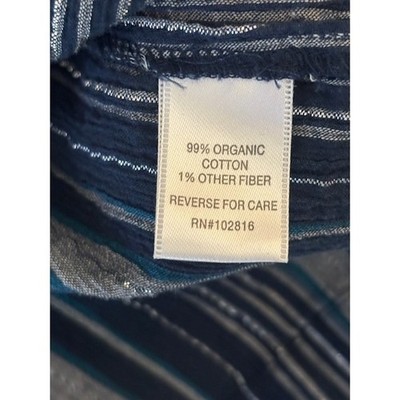 99% ORGANIC
COTTON
1% OTHER FIBER
REVERSE FOR CARE
RN#102816